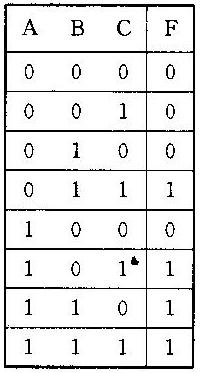 A B C F
0 0 0 0
0 0 1 0
0 1 0 0
0 1 1 1
1 0 0 0
1 0 1 1
1 1 0 1
1 1 1 1